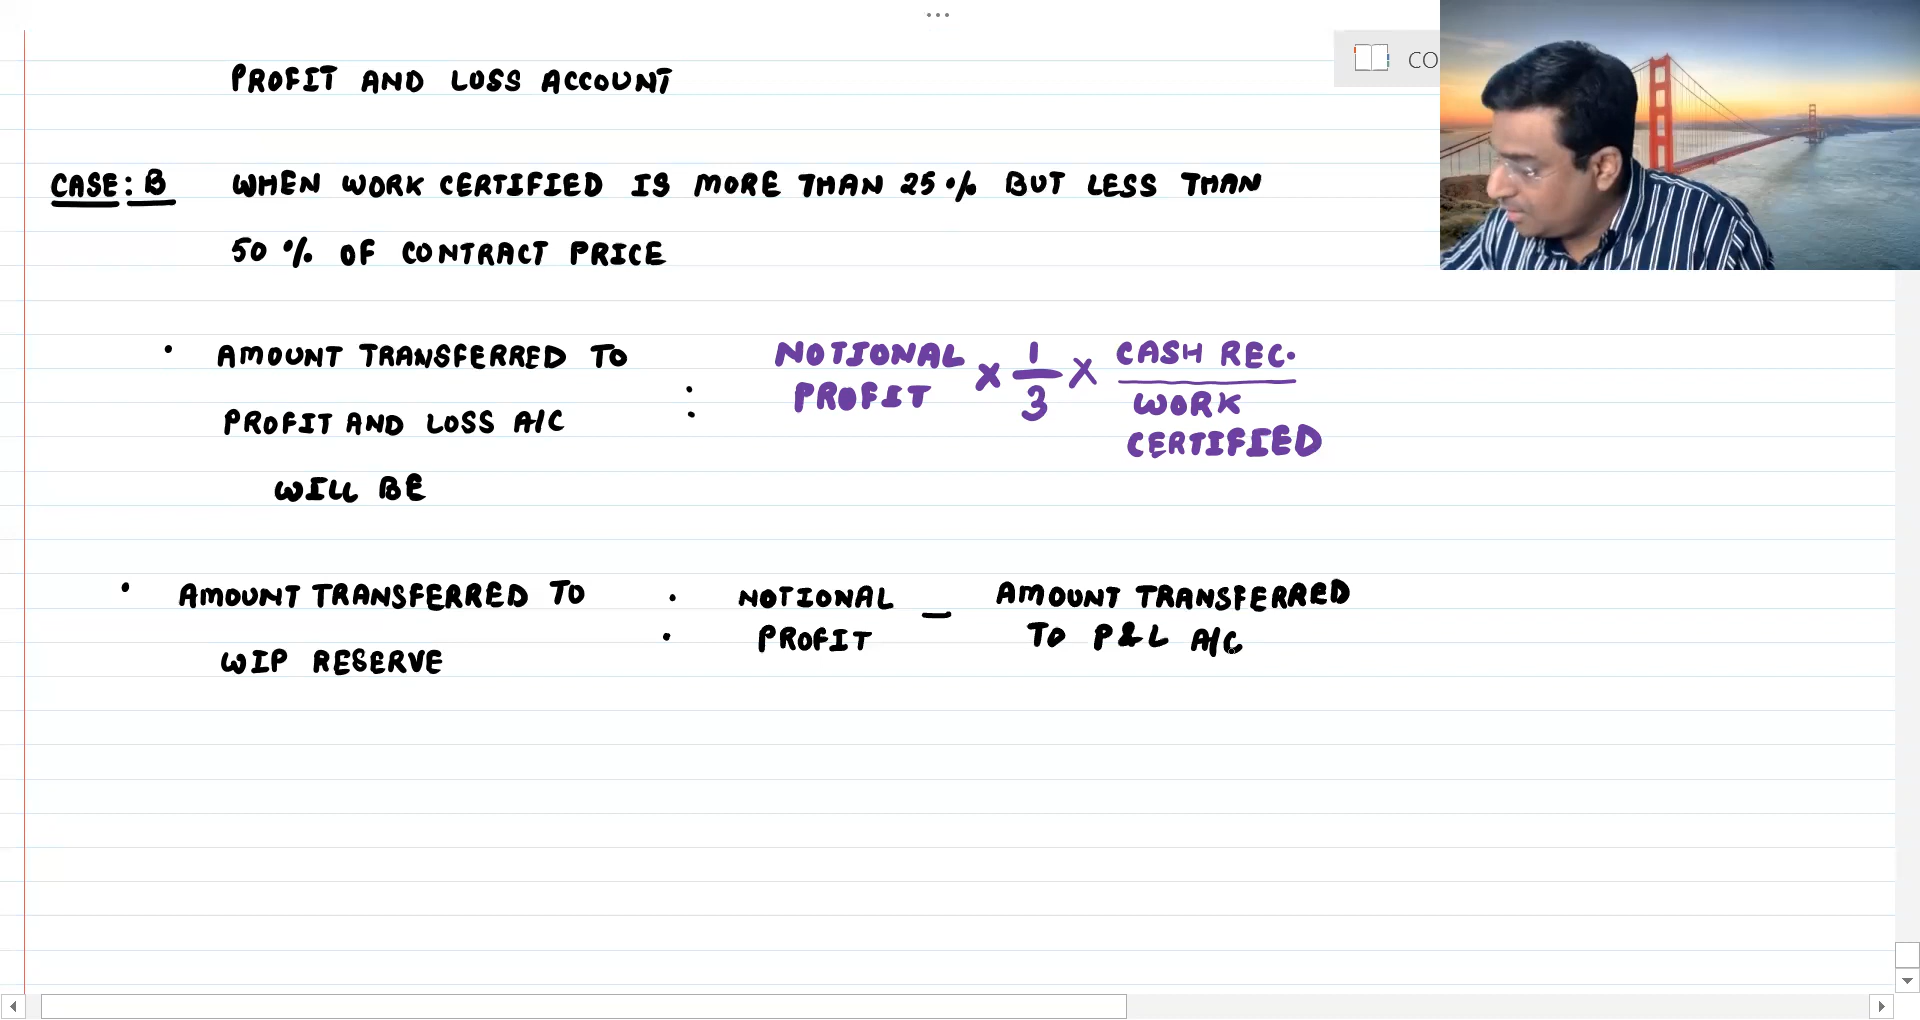 PROFIT AND LOSS ACCOUNT
CO
CASE: B WHEN WORK CERTIFIED IS MORE THAN 25% BUT LESS THAN
50% OF CONTRACT PRICE
• AMOUNT TRANSFERRED TO : NOTIONAL PROFIT × 1/3 × CASH REC. / WORK CERTIFIED
PROFIT AND LOSS A/C
WILL BE
• AMOUNT TRANSFERRED TO : NOTIONAL PROFIT — AMOUNT TRANSFERRED TO P&L A/C
WIP RESERVE